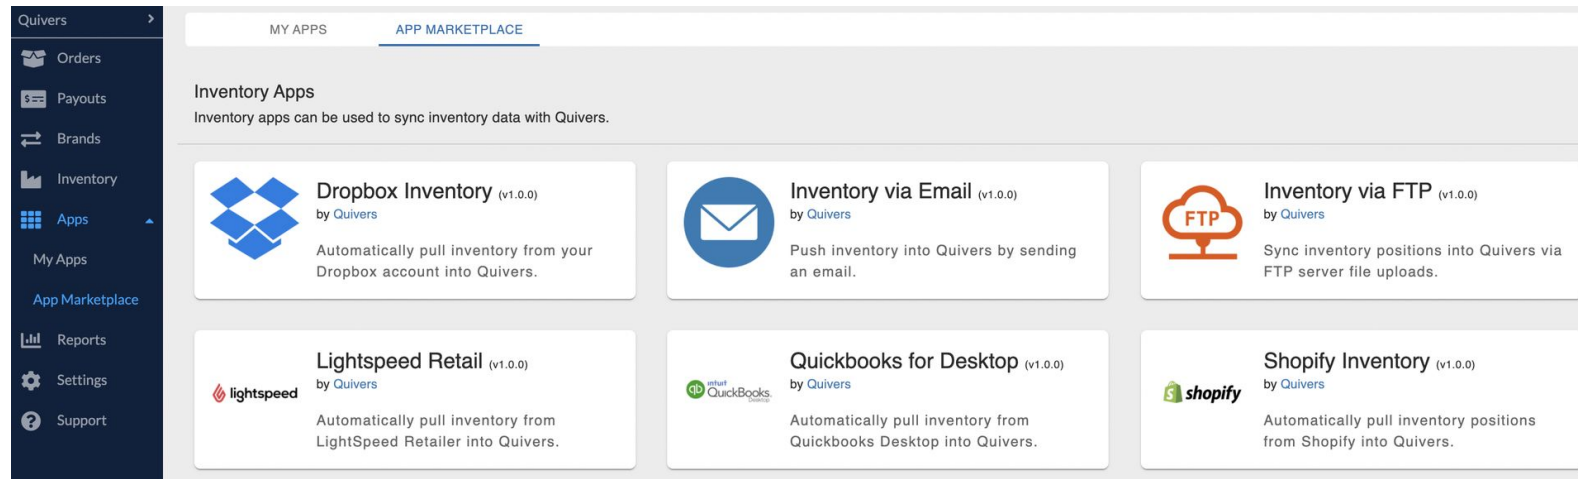 Quivers
Orders
Payouts
Brands
Inventory
Apps
My Apps
App Marketplace
Reports
Settings
Support
MY APPS
APP MARKETPLACE
Inventory Apps
Inventory apps can be used to sync inventory data with Quivers.
Dropbox Inventory (v1.0.0)
by Quivers
Automatically pull inventory from your
Dropbox account into Quivers.
Inventory via Email (v1.0.0)
by Quivers
Push inventory into Quivers by sending
an email.
FTP
Inventory via FTP (v1.0.0)
by Quivers
Sync inventory positions into Quivers via
FTP server file uploads.
lightspeed
Lightspeed Retail (v1.0.0)
by Quivers
Automatically pull inventory from
LightSpeed Retailer into Quivers.
qb
intuit
QuickBooks.
Desktop
Quickbooks for Desktop (v1.0.0)
by Quivers
Automatically pull inventory from
Quickbooks Desktop into Quivers.
shopify
Shopify Inventory (v1.0.0)
by Quivers
Automatically pull inventory positions
from Shopify into Quivers.